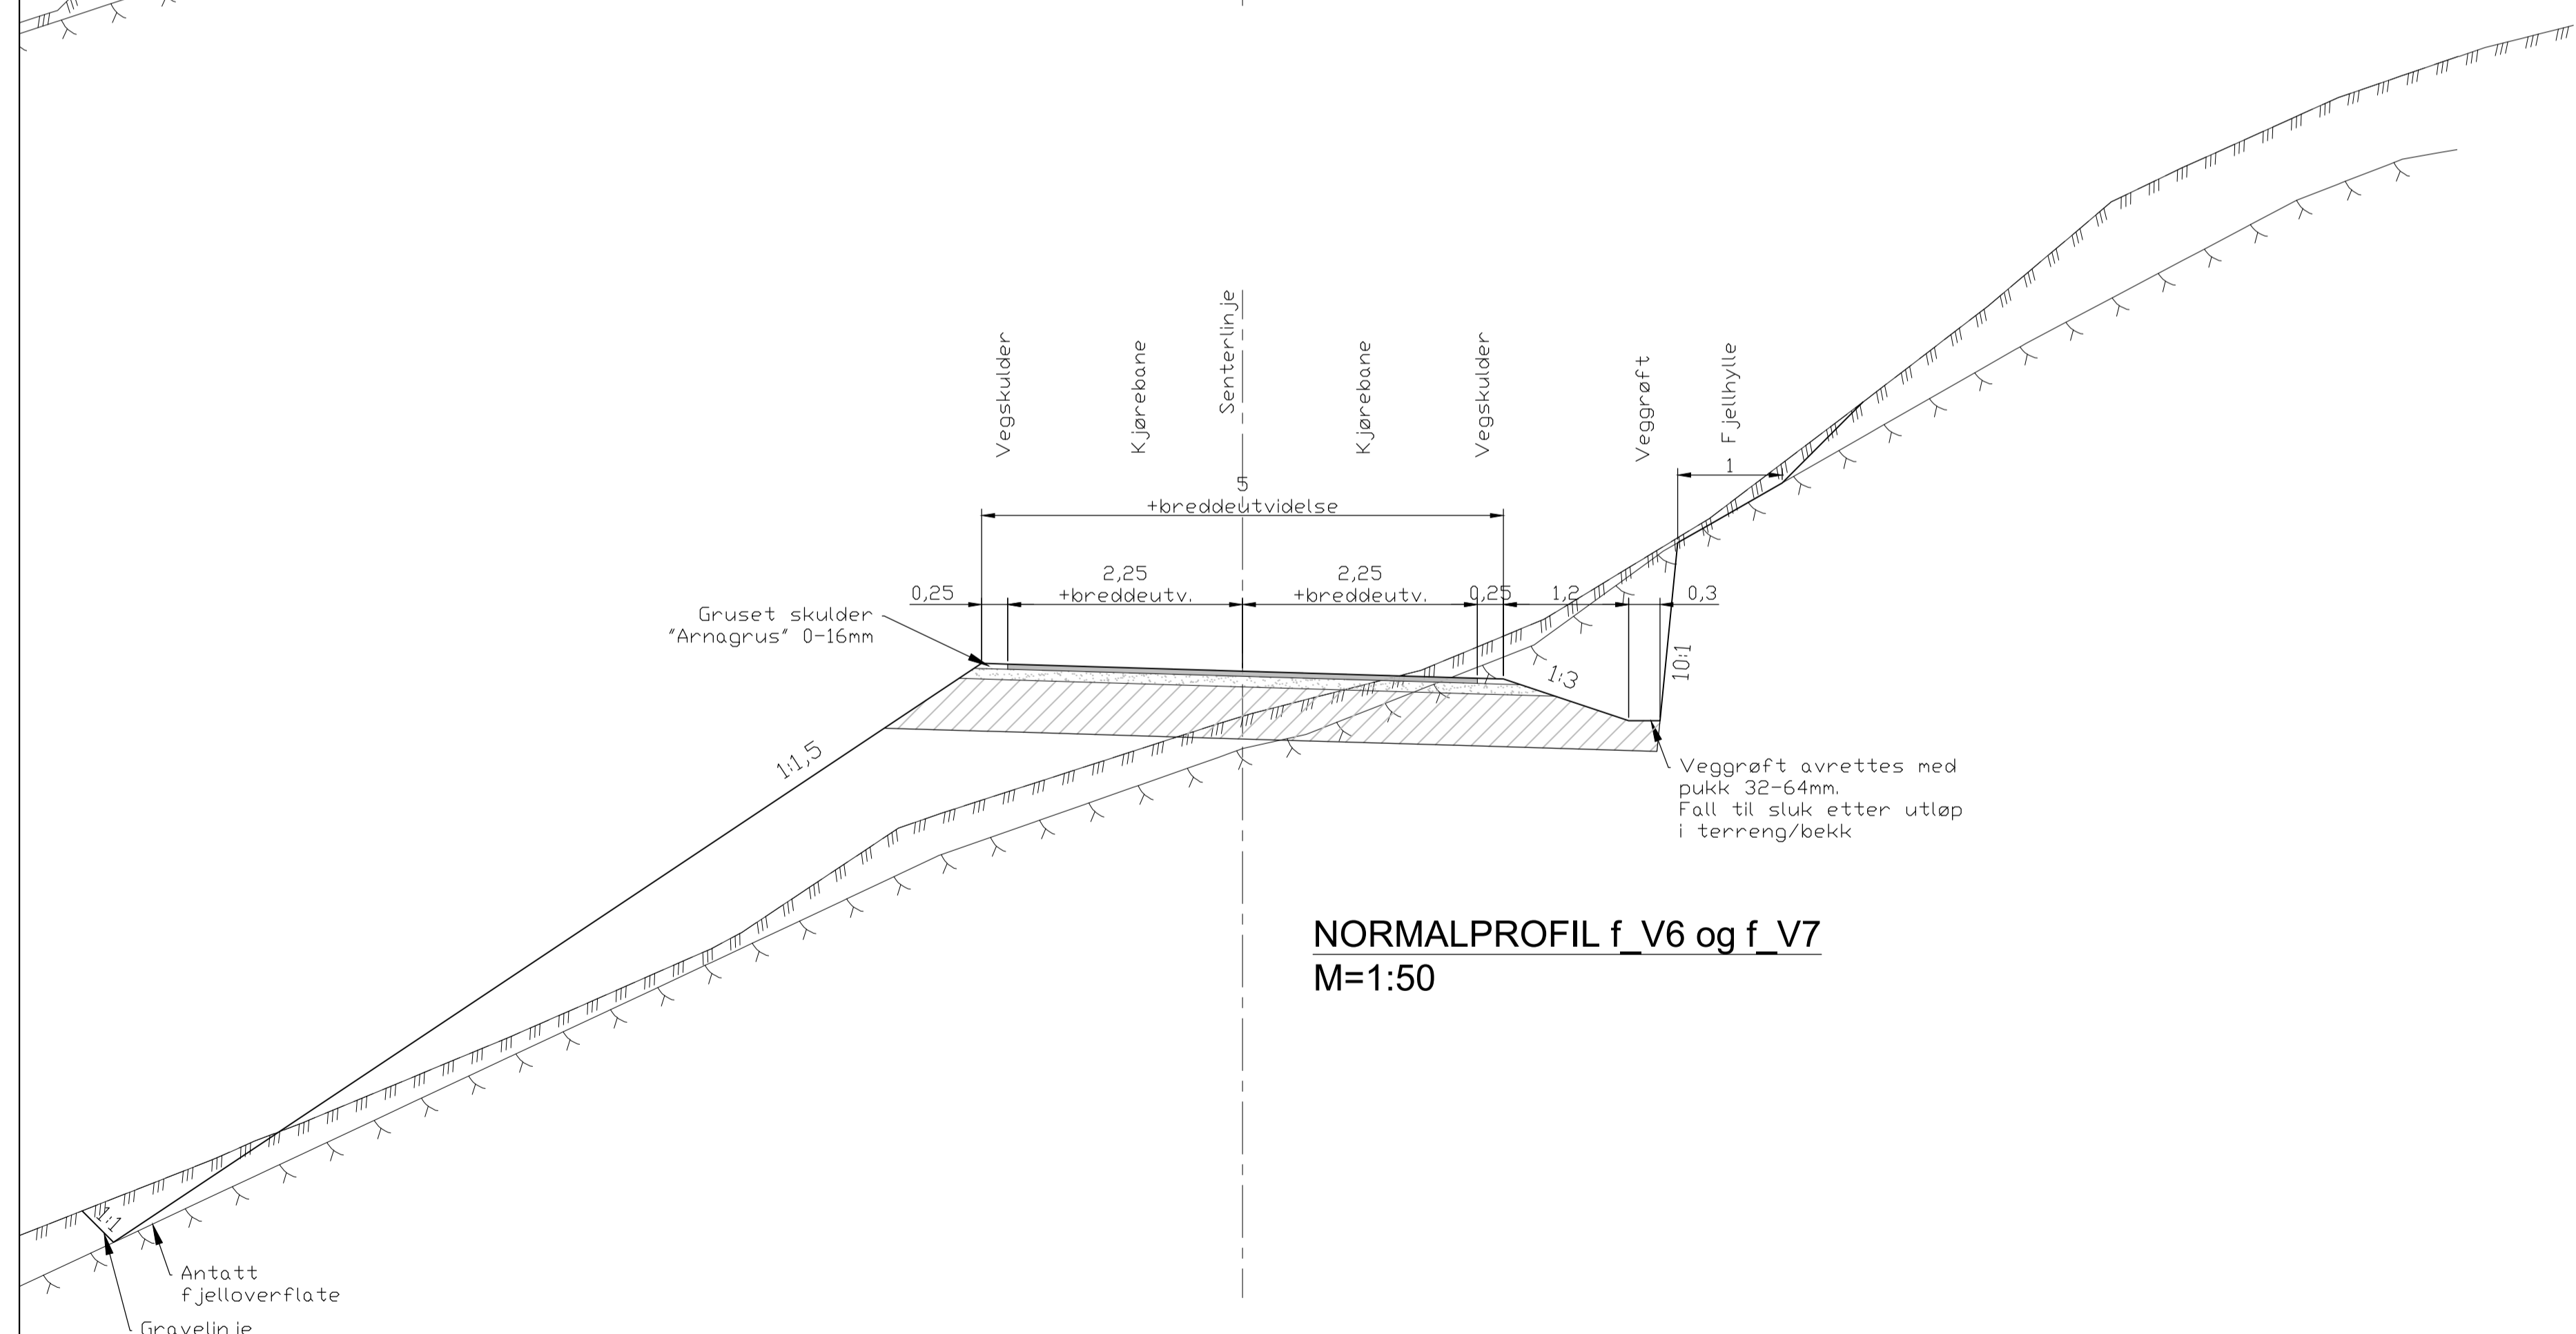 Vegskulder
Kjørebane
Senterlinje
Kjørebane
Vegskulder
Veggrøft
Fjellhylle
1
5
+breddeutvidelse
0,25
2,25
+breddeutv.
2,25
+breddeutv.
0,25
1,2
0,3
Gruset skulder
"Arnagrus" 0-16mm
1:1,5
1:3
10:1
Veggrøft avrettes med
pukk 32-64mm.
Fall til sluk etter utløp
i terreng/bekk
NORMALPROFIL f_V6 og f_V7
M=1:50
1:1
Antatt
fjelloverflate
Gravelinje